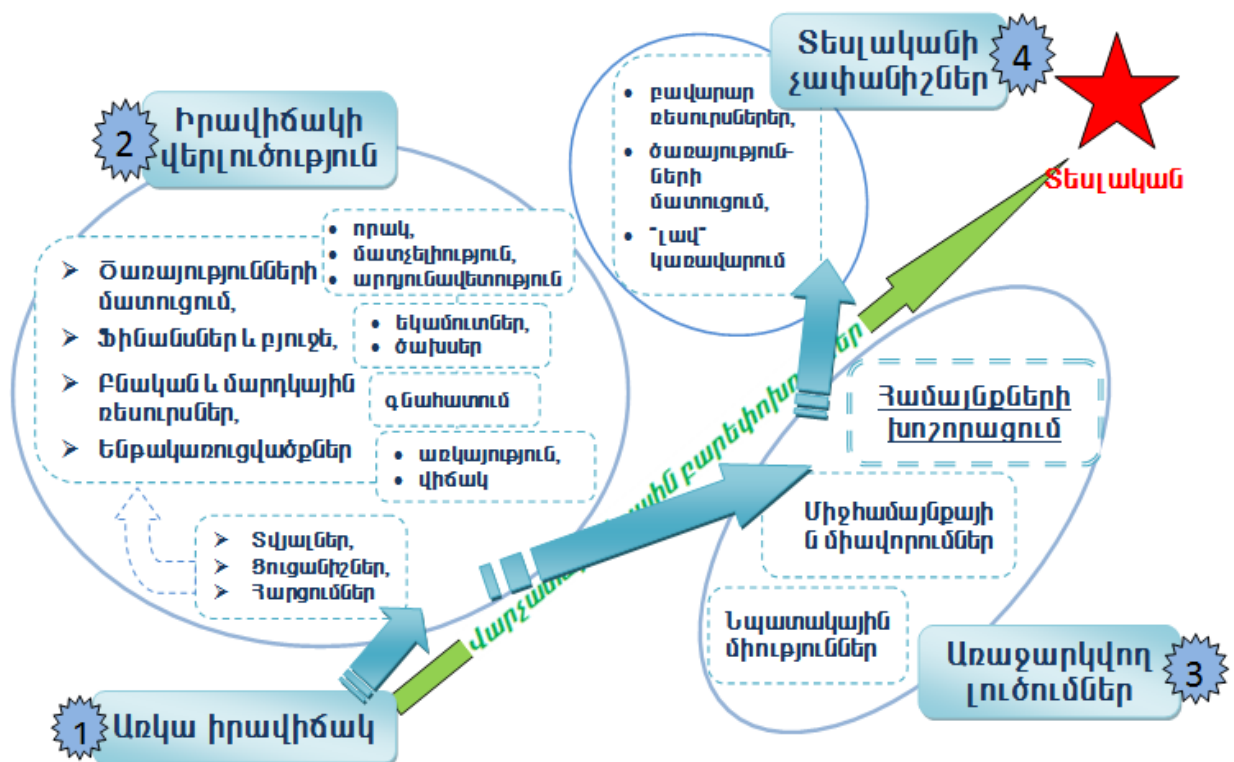 1
Առկա իրավիճակ
2
Իրավիճակի
վերլուծություն
➢ Ծառայությունների
մատուցում,
➢ Ֆինանսներ և բյուջե,
➢ Բնական և մարդկային
ռեսուրսներ,
➢ Ենթակառուցվածքներ
• որակ,
• մատչելիություն,
• արդյունավետություն
• եկամուտներ,
• ծախսեր
գնահատում
• առկայություն,
• վիճակ
➢ Տվյալներ,
➢ Ցուցանիշներ,
➢ Հարցումներ
3
Առաջարկվող
լուծումներ
Համայնքների
խոշորացում
Միջհամայնքայի
ն միավորումներ
Նպատակային
միություններ
4
Տեսլականի
չափանիշներ
• բավարար
ռեսուրսներեր,
• ծառայություն-
ների
մատուցում,
• "լավ"
կառավարում
Տեսլական